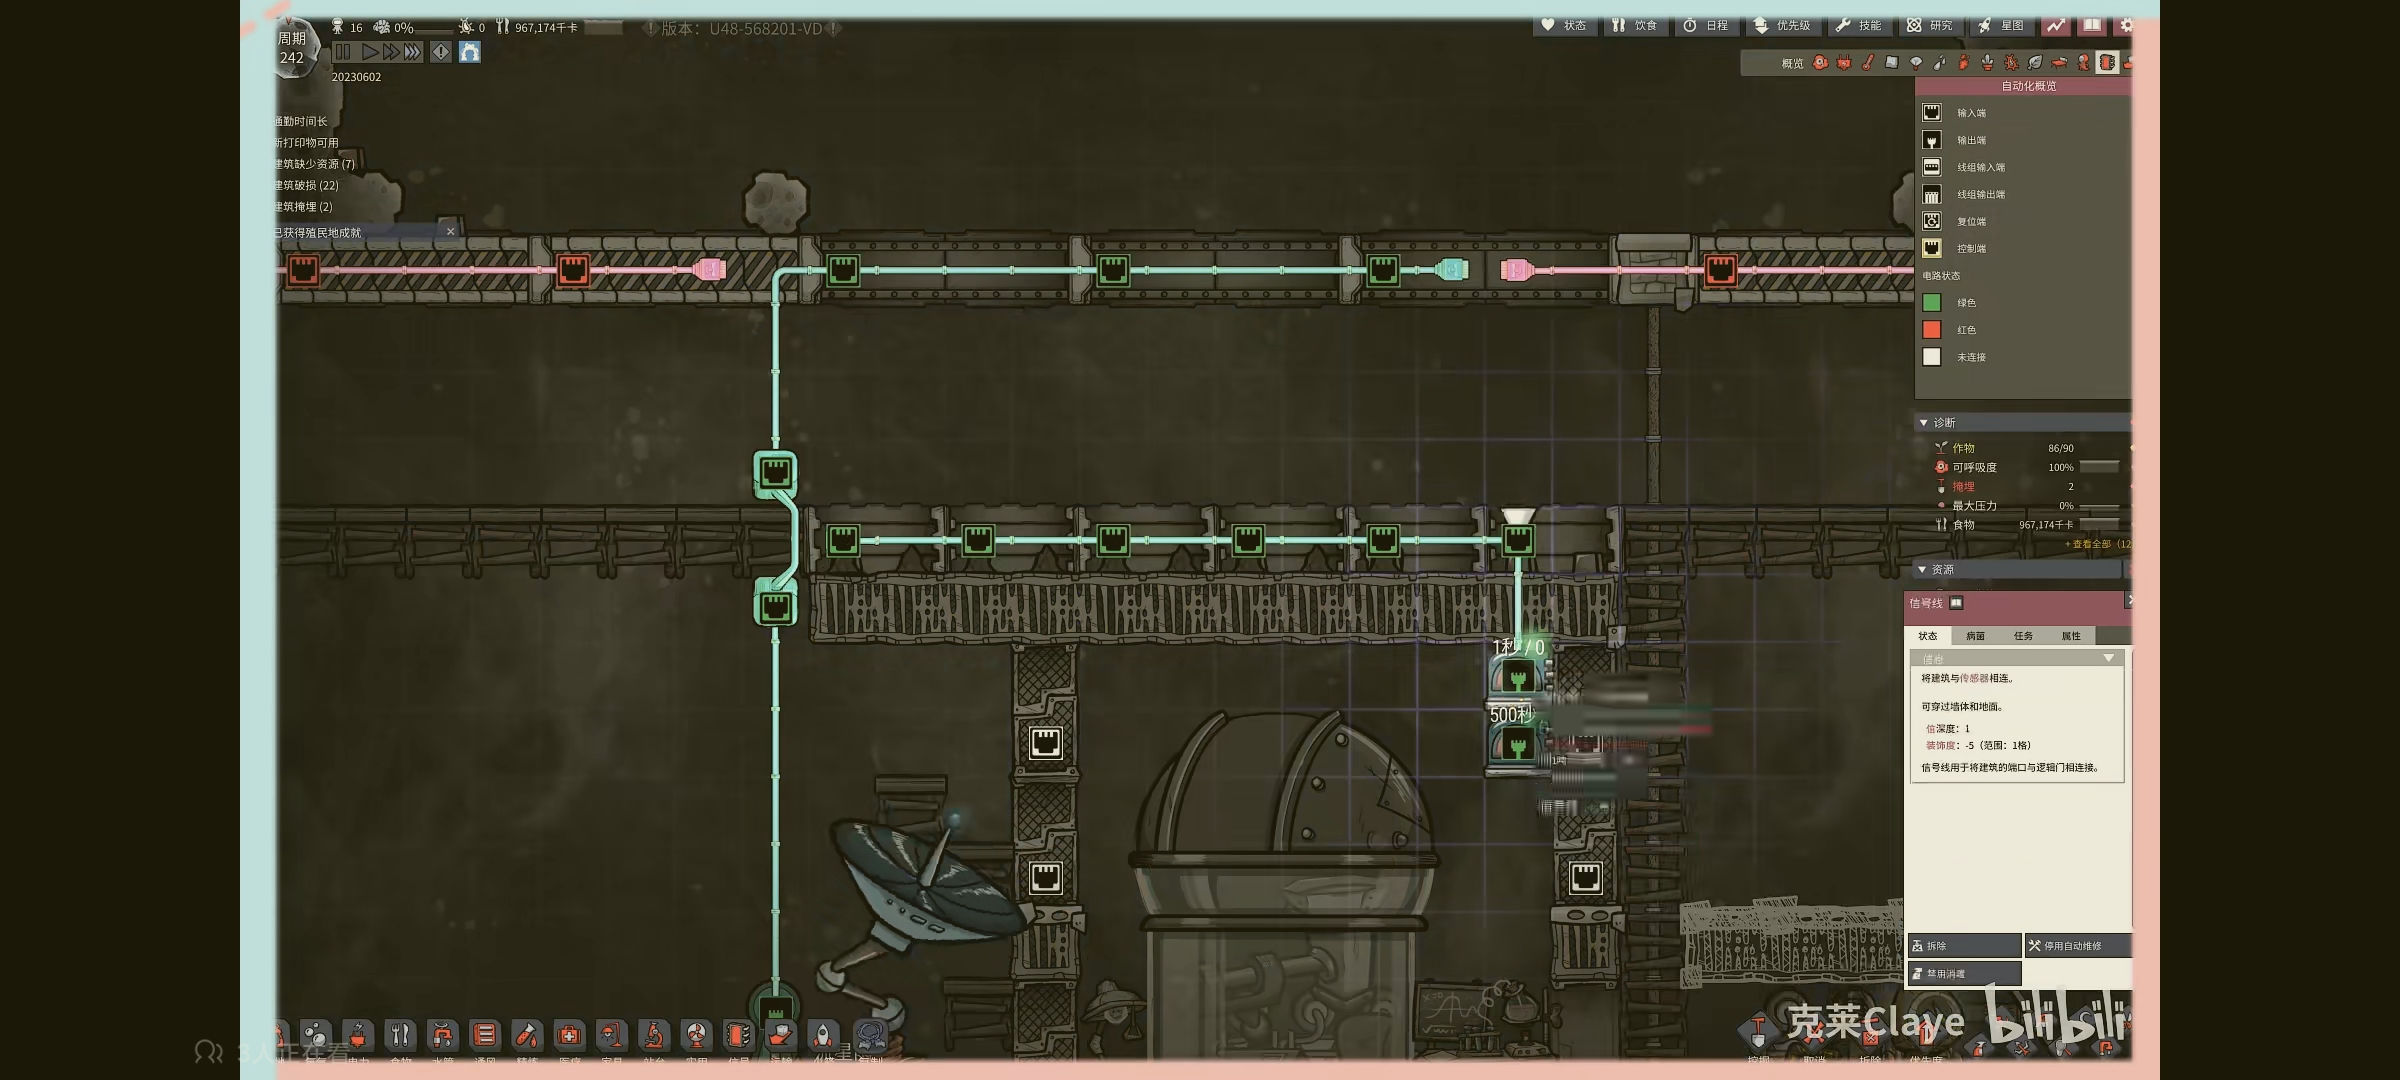 周期
242
16
0%
0
967,174千卡
版本: U48-568201-VD
20230602
状态
饮食
日程
优先级
技能
研究
星图
概览
自动化概览
输入端
输出端
线组输入端
线组输出端
复位端
控制端
电路状态
绿色
红色
未连接
通勤时间长
新打印物可用
建筑缺少资源 (7)
建筑破损 (22)
建筑掩埋 (2)
已获得殖民地成就
诊断
作物 86/90
可呼吸度 100%
掩埋 2
最大压力 0%
食物 967,174千卡
+ 查看全部（12
资源
信号线
状态 病菌 任务 属性
信息
将建筑与传感器相连。
可穿过墙体和地面。
信深度：1
装饰度：-5（范围：1格）
信号线用于将建筑的端口与逻辑门相连接。
拆除
停用自动维修
禁用消毒
1秒 / 0
500秒
克莱Claye
bilibili
3人正在看